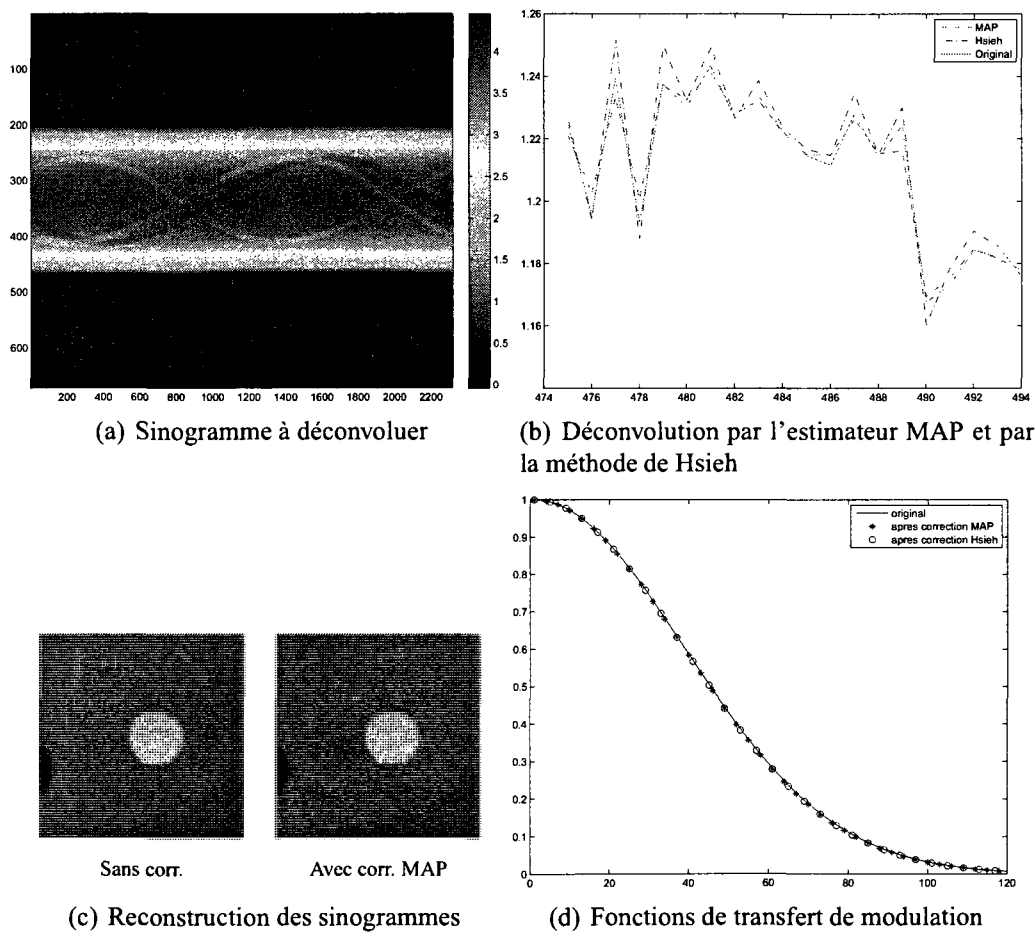 100
200
300
400
500
600
200 400 600 800 1000 1200 1400 1600 1800 2000 2200
4
3.5
3
2.5
2
1.5
1
0.5
0
(a) Sinogramme à déconvoluer
1.26
1.24
1.22
1.2
1.18
1.16
474 476 478 480 482 484 486 488 490 492 494
MAP
Hsieh
Original
(b) Déconvolution par l'estimateur MAP et par
la méthode de Hsieh
Sans corr.
Avec corr. MAP
(c) Reconstruction des sinogrammes
1
0.9
0.8
0.7
0.6
0.5
0.4
0.3
0.2
0.1
0
0 20 40 60 80 100 120
original
apres correction MAP
apres correction Hsieh
(d) Fonctions de transfert de modulation